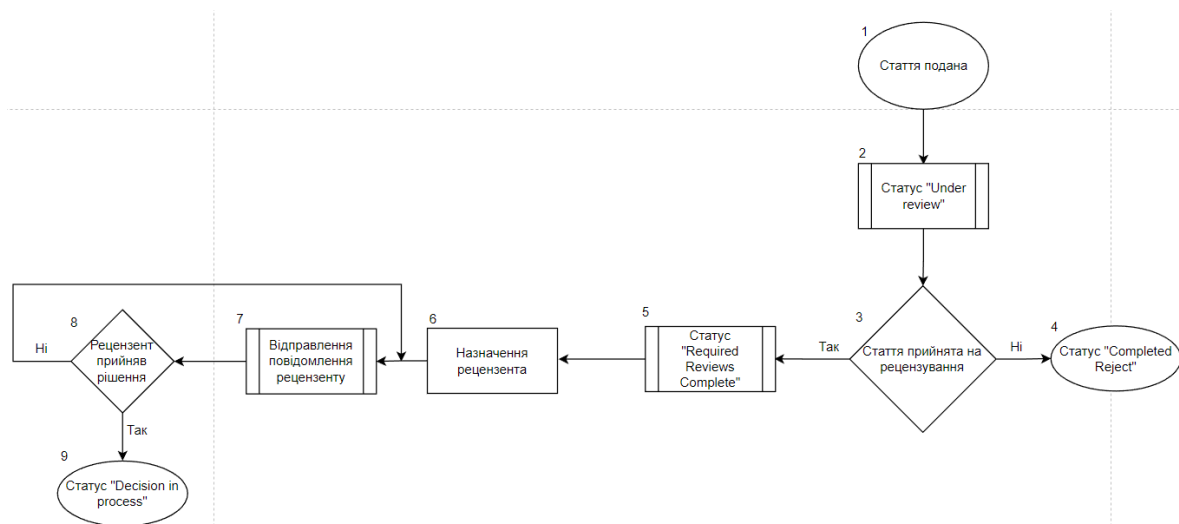 1
Стаття подана
2
Статус "Under
review"
3
Стаття прийнята на
рецензування
Так
Ні
4
Статус "Completed
Reject"
5
Статус
"Required
Reviews
Complete"
6
Назначення
рецензента
7
Відправлення
повідомлення
рецензенту
8
Рецензент
прийняв
рішення
Ні
Так
9
Статус "Decision in
process"